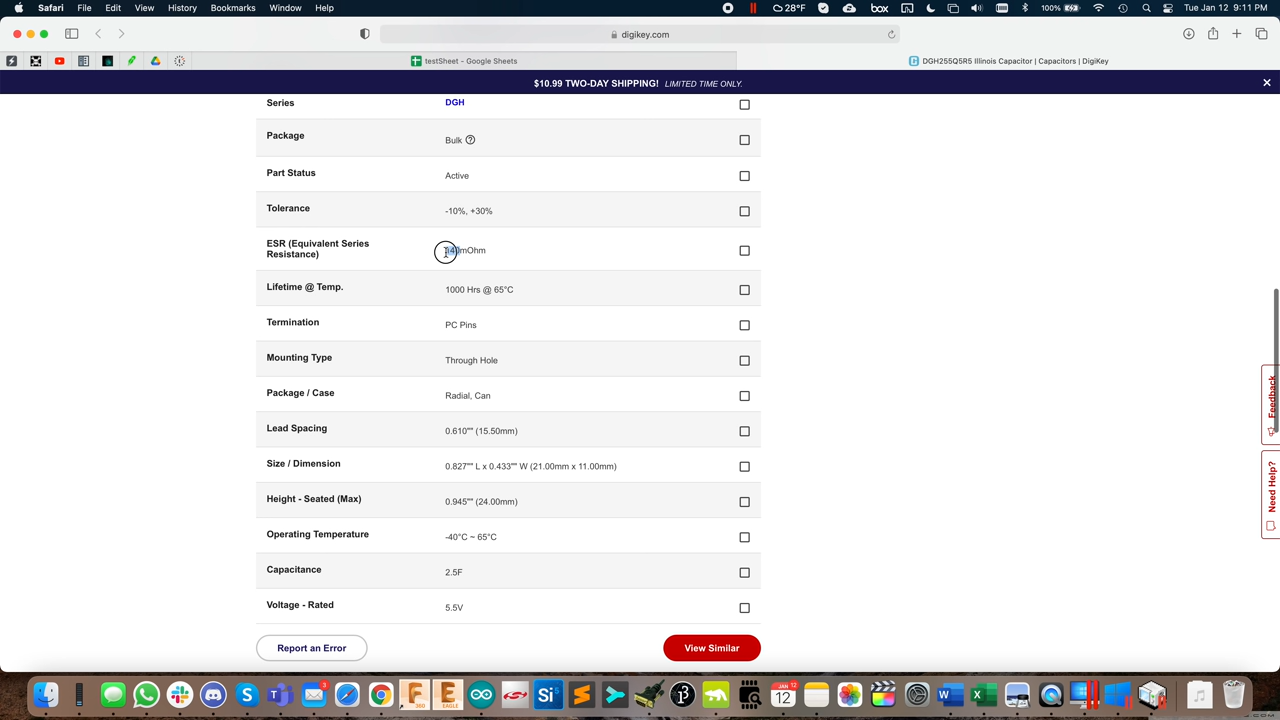 Safari File Edit View History Bookmarks Window Help 28°F box 100% Tue Jan 12 9:11 PM
digikey.com
testSheet - Google Sheets
DGH255Q5R5 Illinois Capacitor | Capacitors | DigiKey
$10.99 TWO-DAY SHIPPING! LIMITED TIME ONLY.
Series DGH
Package Bulk
Part Status Active
Tolerance -10%, +30%
ESR (Equivalent Series
Resistance) 140mOhm
Lifetime @ Temp. 1000 Hrs @ 65°C
Termination PC Pins
Mounting Type Through Hole
Package / Case Radial, Can
Lead Spacing 0.610"" (15.50mm)
Size / Dimension 0.827"" L x 0.433"" W (21.00mm x 11.00mm)
Height - Seated (Max) 0.945"" (24.00mm)
Operating Temperature -40°C ~ 65°C
Capacitance 2.5F
Voltage - Rated 5.5V
Report an Error
View Similar
Feedback
Need Help?